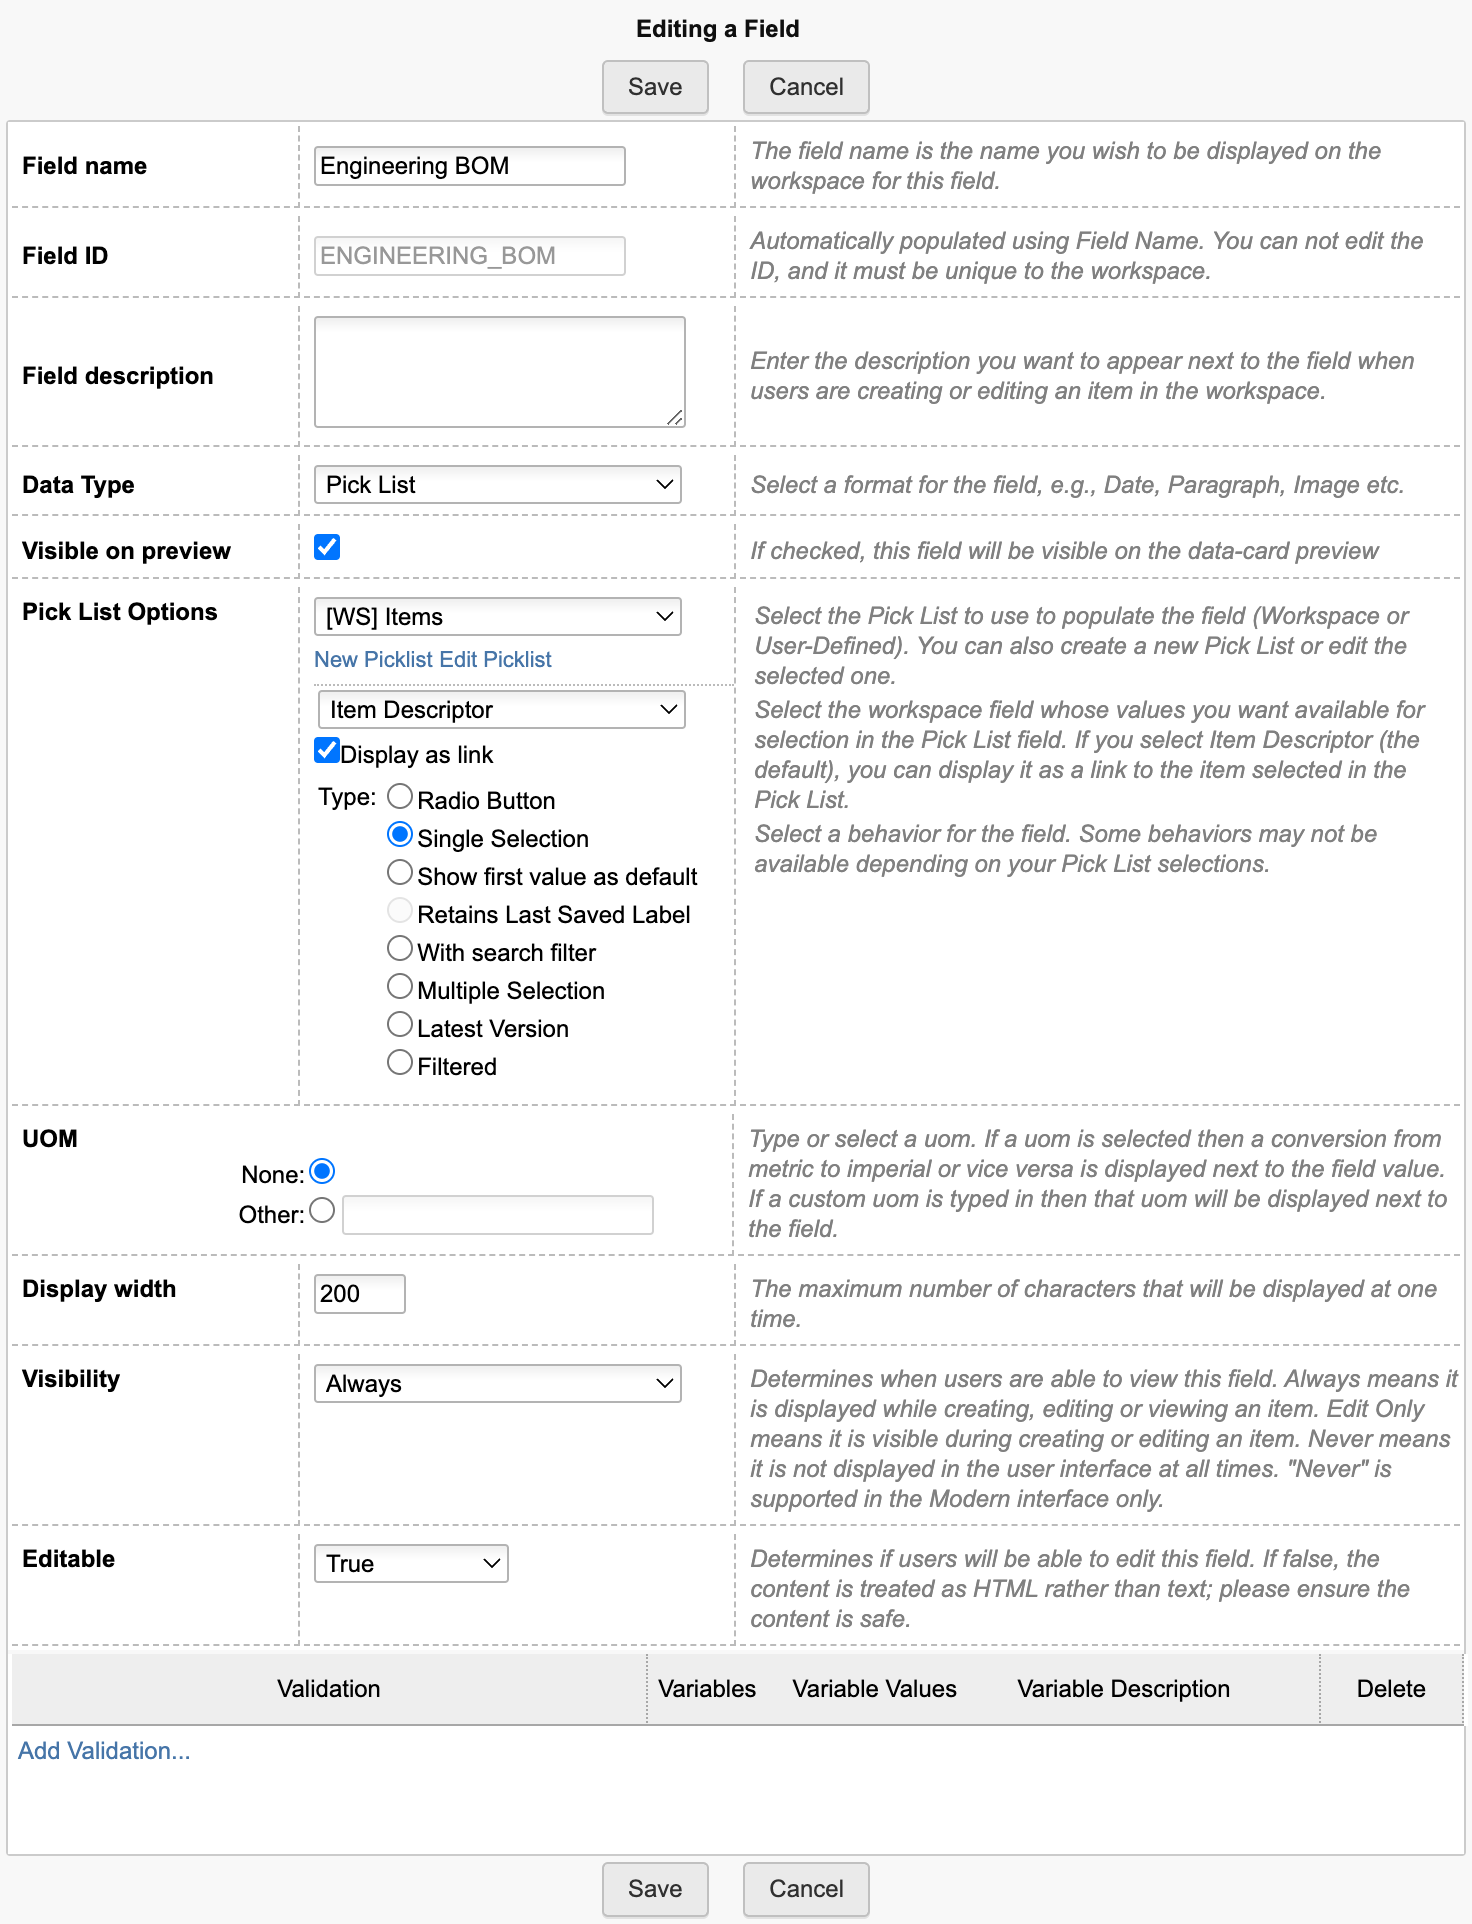 Editing a Field
Save Cancel
Field name
Engineering BOM
The field name is the name you wish to be displayed on the
workspace for this field.
Field ID
ENGINEERING_BOM
Automatically populated using Field Name. You can not edit the
ID, and it must be unique to the workspace.
Field description
Enter the description you want to appear next to the field when
users are creating or editing an item in the workspace.
Data Type
Pick List
Select a format for the field, e.g., Date, Paragraph, Image etc.
Visible on preview
If checked, this field will be visible on the data-card preview
Pick List Options
[WS] Items
New Picklist Edit Picklist
Item Descriptor
Display as link
Type:
Radio Button
Single Selection
Show first value as default
Retains Last Saved Label
With search filter
Multiple Selection
Latest Version
Filtered
Select the Pick List to use to populate the field (Workspace or
User-Defined). You can also create a new Pick List or edit the
selected one.
Select the workspace field whose values you want available for
selection in the Pick List field. If you select Item Descriptor (the
default), you can display it as a link to the item selected in the
Pick List.
Select a behavior for the field. Some behaviors may not be
available depending on your Pick List selections.
UOM
None:
Other:
Type or select a uom. If a uom is selected then a conversion from
metric to imperial or vice versa is displayed next to the field value.
If a custom uom is typed in then that uom will be displayed next to
the field.
Display width
200
The maximum number of characters that will be displayed at one
time.
Visibility
Always
Determines when users are able to view this field. Always means it
is displayed while creating, editing or viewing an item. Edit Only
means it is visible during creating or editing an item. Never means
it is not displayed in the user interface at all times. "Never" is
supported in the Modern interface only.
Editable
True
Determines if users will be able to edit this field. If false, the
content is treated as HTML rather than text; please ensure the
content is safe.
Validation Variables Variable Values Variable Description Delete
Add Validation...
Save Cancel